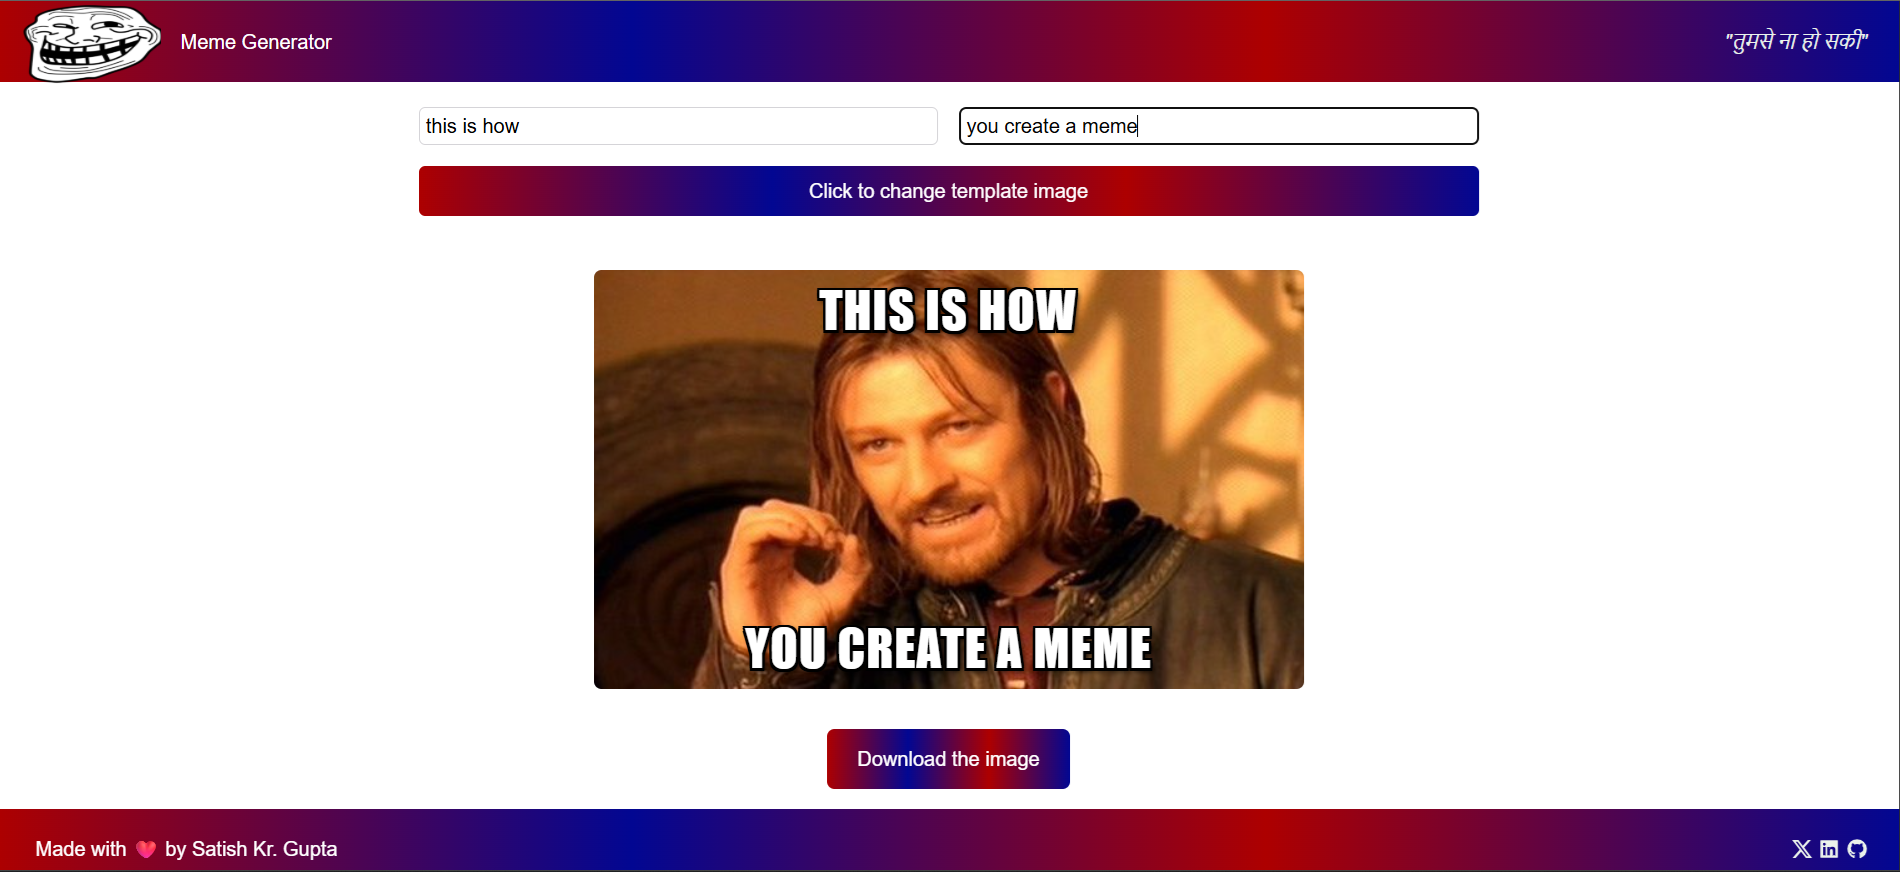 Meme Generator
"तुमसे ना हो सकी"
this is how
you create a meme
Click to change template image
THIS IS HOW
YOU CREATE A MEME
Download the image
Made with ❤️ by Satish Kr. Gupta